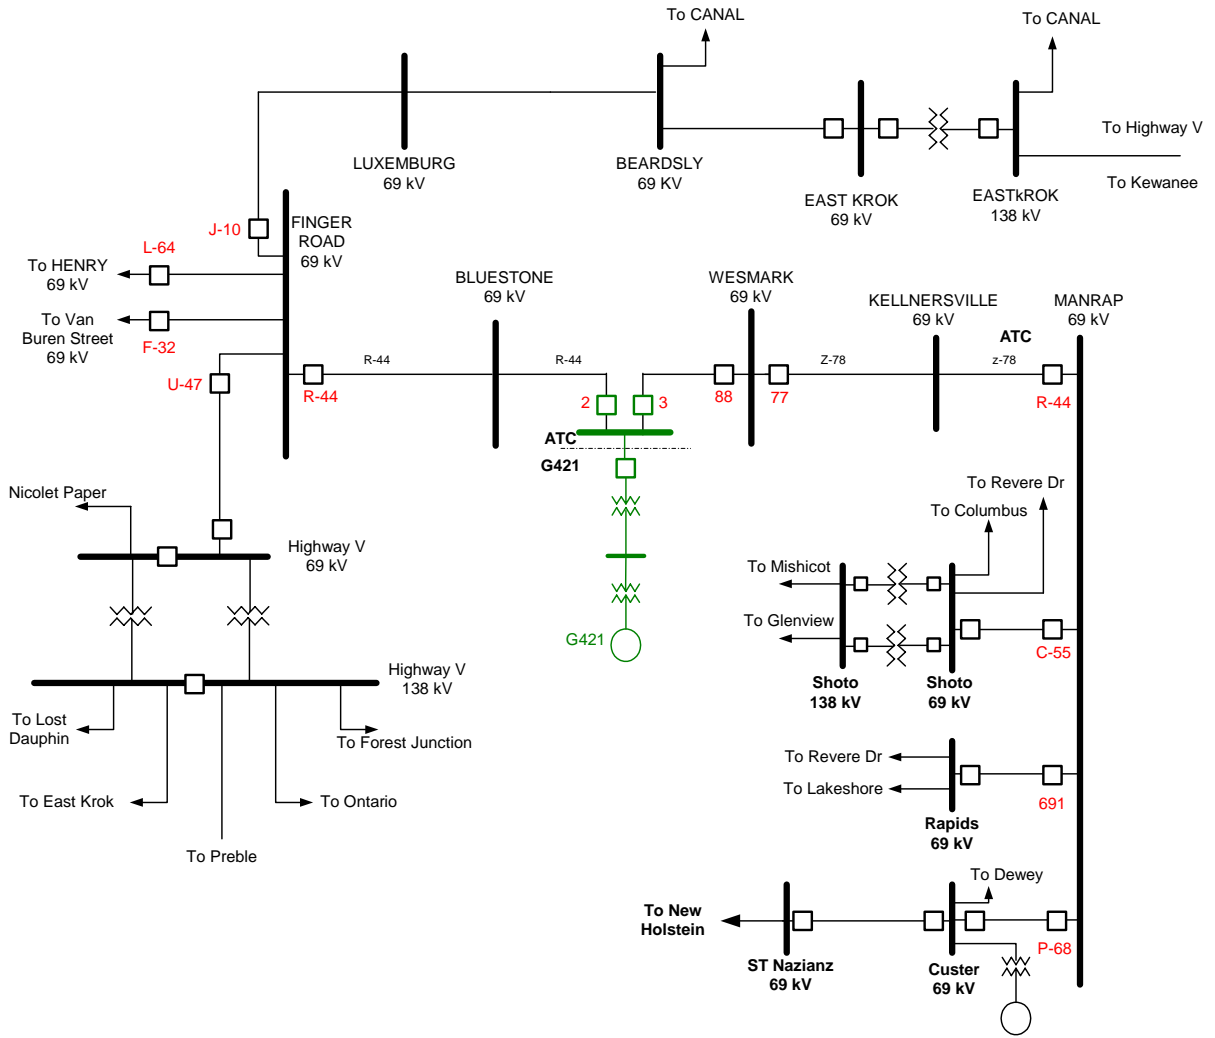 To CANAL
To CANAL
To Highway V
To Kewanee
LUXEMBURG
69 kV
BEARDSLY
69 KV
EAST KROK
69 kV
EASTkROK
138 kV
J-10
FINGER
ROAD
69 kV
L-64
To HENRY
69 kV
To Van
Buren Street
69 kV
F-32
U-47
R-44
R-44
BLUESTONE
69 kV
R-44
2
3
ATC
G421
WESMARK
69 kV
88
77
Z-78
KELLNERSVILLE
69 kV
ATC
z-78
MANRAP
69 kV
R-44
Nicolet Paper
Highway V
69 kV
G421
Highway V
138 kV
To Lost
Dauphin
To Forest Junction
To East Krok
To Ontario
To Preble
To Revere Dr
To Columbus
To Mishicot
To Glenview
C-55
Shoto
138 kV
Shoto
69 kV
To Revere Dr
To Lakeshore
691
Rapids
69 kV
To Dewey
To New
Holstein
P-68
ST Nazianz
69 kV
Custer
69 kV